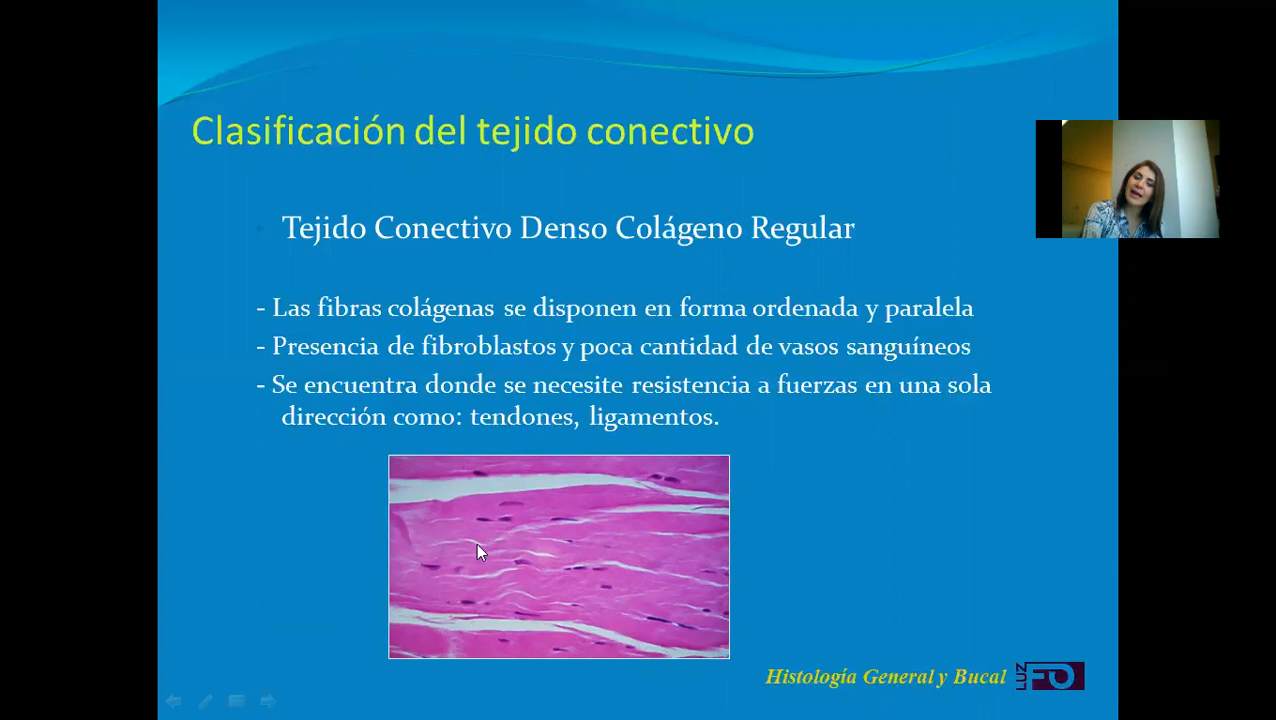 Clasificación del tejido conectivo
Tejido Conectivo Denso Colágeno Regular
- Las fibras colágenas se disponen en forma ordenada y paralela
- Presencia de fibroblastos y poca cantidad de vasos sanguíneos
- Se encuentra donde se necesite resistencia a fuerzas en una sola
dirección como: tendones, ligamentos.
Histología General y Bucal
LUZ
FO